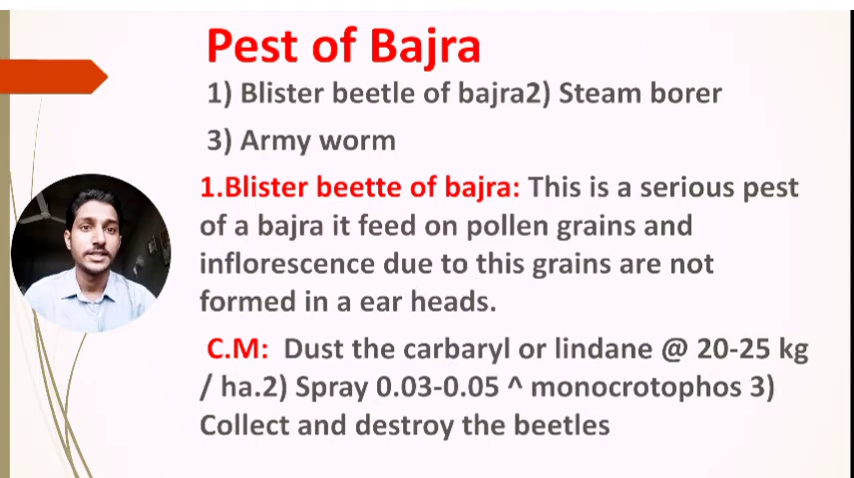 Pest of Bajra
1) Blister beetle of bajra2) Steam borer
3) Army worm
1.Blister beette of bajra: This is a serious pest
of a bajra it feed on pollen grains and
inflorescence due to this grains are not
formed in a ear heads.
C.M: Dust the carbaryl or lindane @ 20-25 kg
/ ha.2) Spray 0.03-0.05 ^ monocrotophos 3)
Collect and destroy the beetles